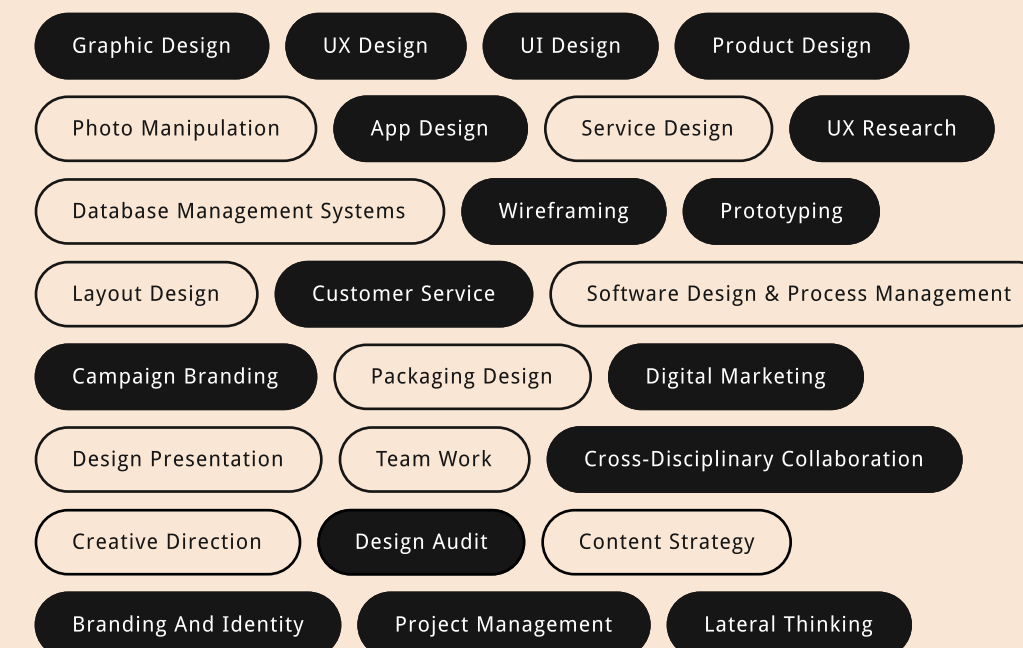 Graphic Design UX Design UI Design Product Design
Photo Manipulation App Design Service Design UX Research
Database Management Systems Wireframing Prototyping
Layout Design Customer Service Software Design & Process Management
Campaign Branding Packaging Design Digital Marketing
Design Presentation Team Work Cross-Disciplinary Collaboration
Creative Direction Design Audit Content Strategy
Branding And Identity Project Management Lateral Thinking